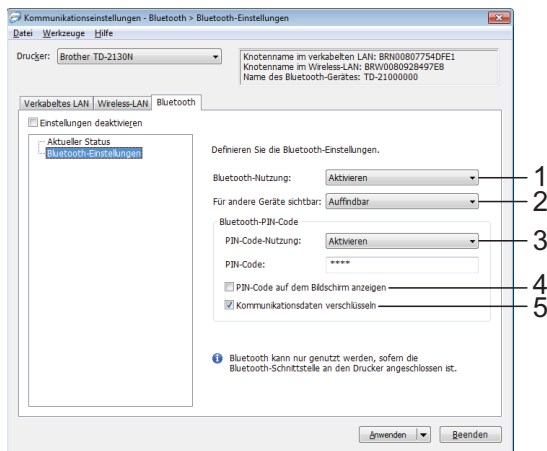 Kommunikationseinstellungen - Bluetooth > Bluetooth-Einstellungen
Datei Werkzeuge Hilfe
Drucker: Brother TD-2130N
Knotenname im verkabelten LAN: BRN00807754DFE1
Knotenname im Wireless-LAN: BRW0080928497E8
Name des Bluetooth-Gerätes: TD-21000000
Verkabeltes LAN Wireless-LAN Bluetooth
Einstellungen deaktivieren
Aktueller Status
Bluetooth-Einstellungen
Definieren Sie die Bluetooth-Einstellungen.
Bluetooth-Nutzung: Aktivieren 1
Für andere Geräte sichtbar: Auffindbar 2
Bluetooth-PIN-Code
PIN-Code-Nutzung: Aktivieren 3
PIN-Code: ****
PIN-Code auf dem Bildschirm anzeigen 4
Kommunikationsdaten verschlüsseln 5
Bluetooth kann nur genutzt werden, sofern die
Bluetooth-Schnittstelle an den Drucker angeschlossen ist.
Anwenden Beenden